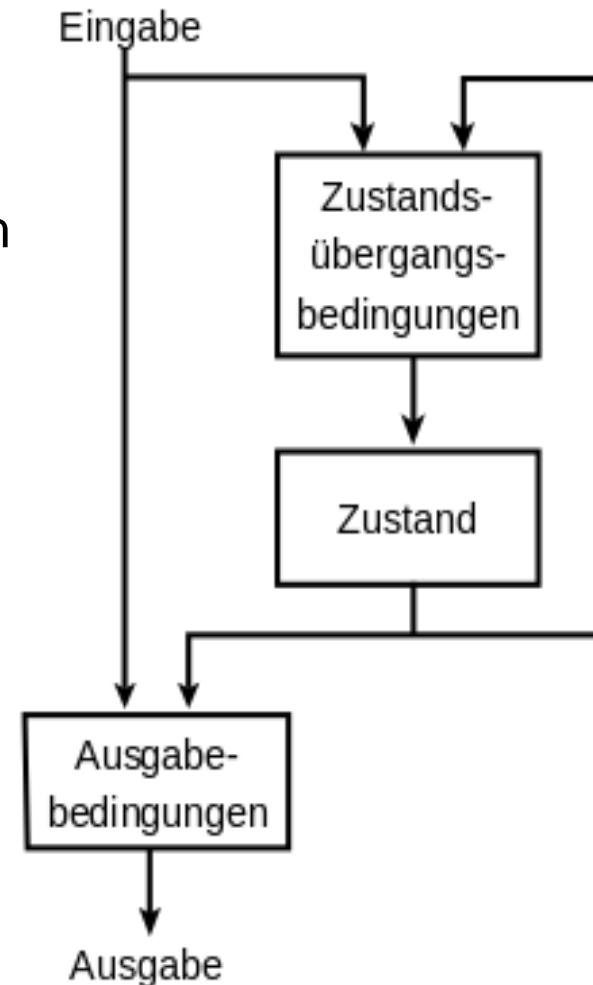 Eingabe
Zustands-
übergangs-
bedingungen
Zustand
Ausgabe-
bedingungen
Ausgabe